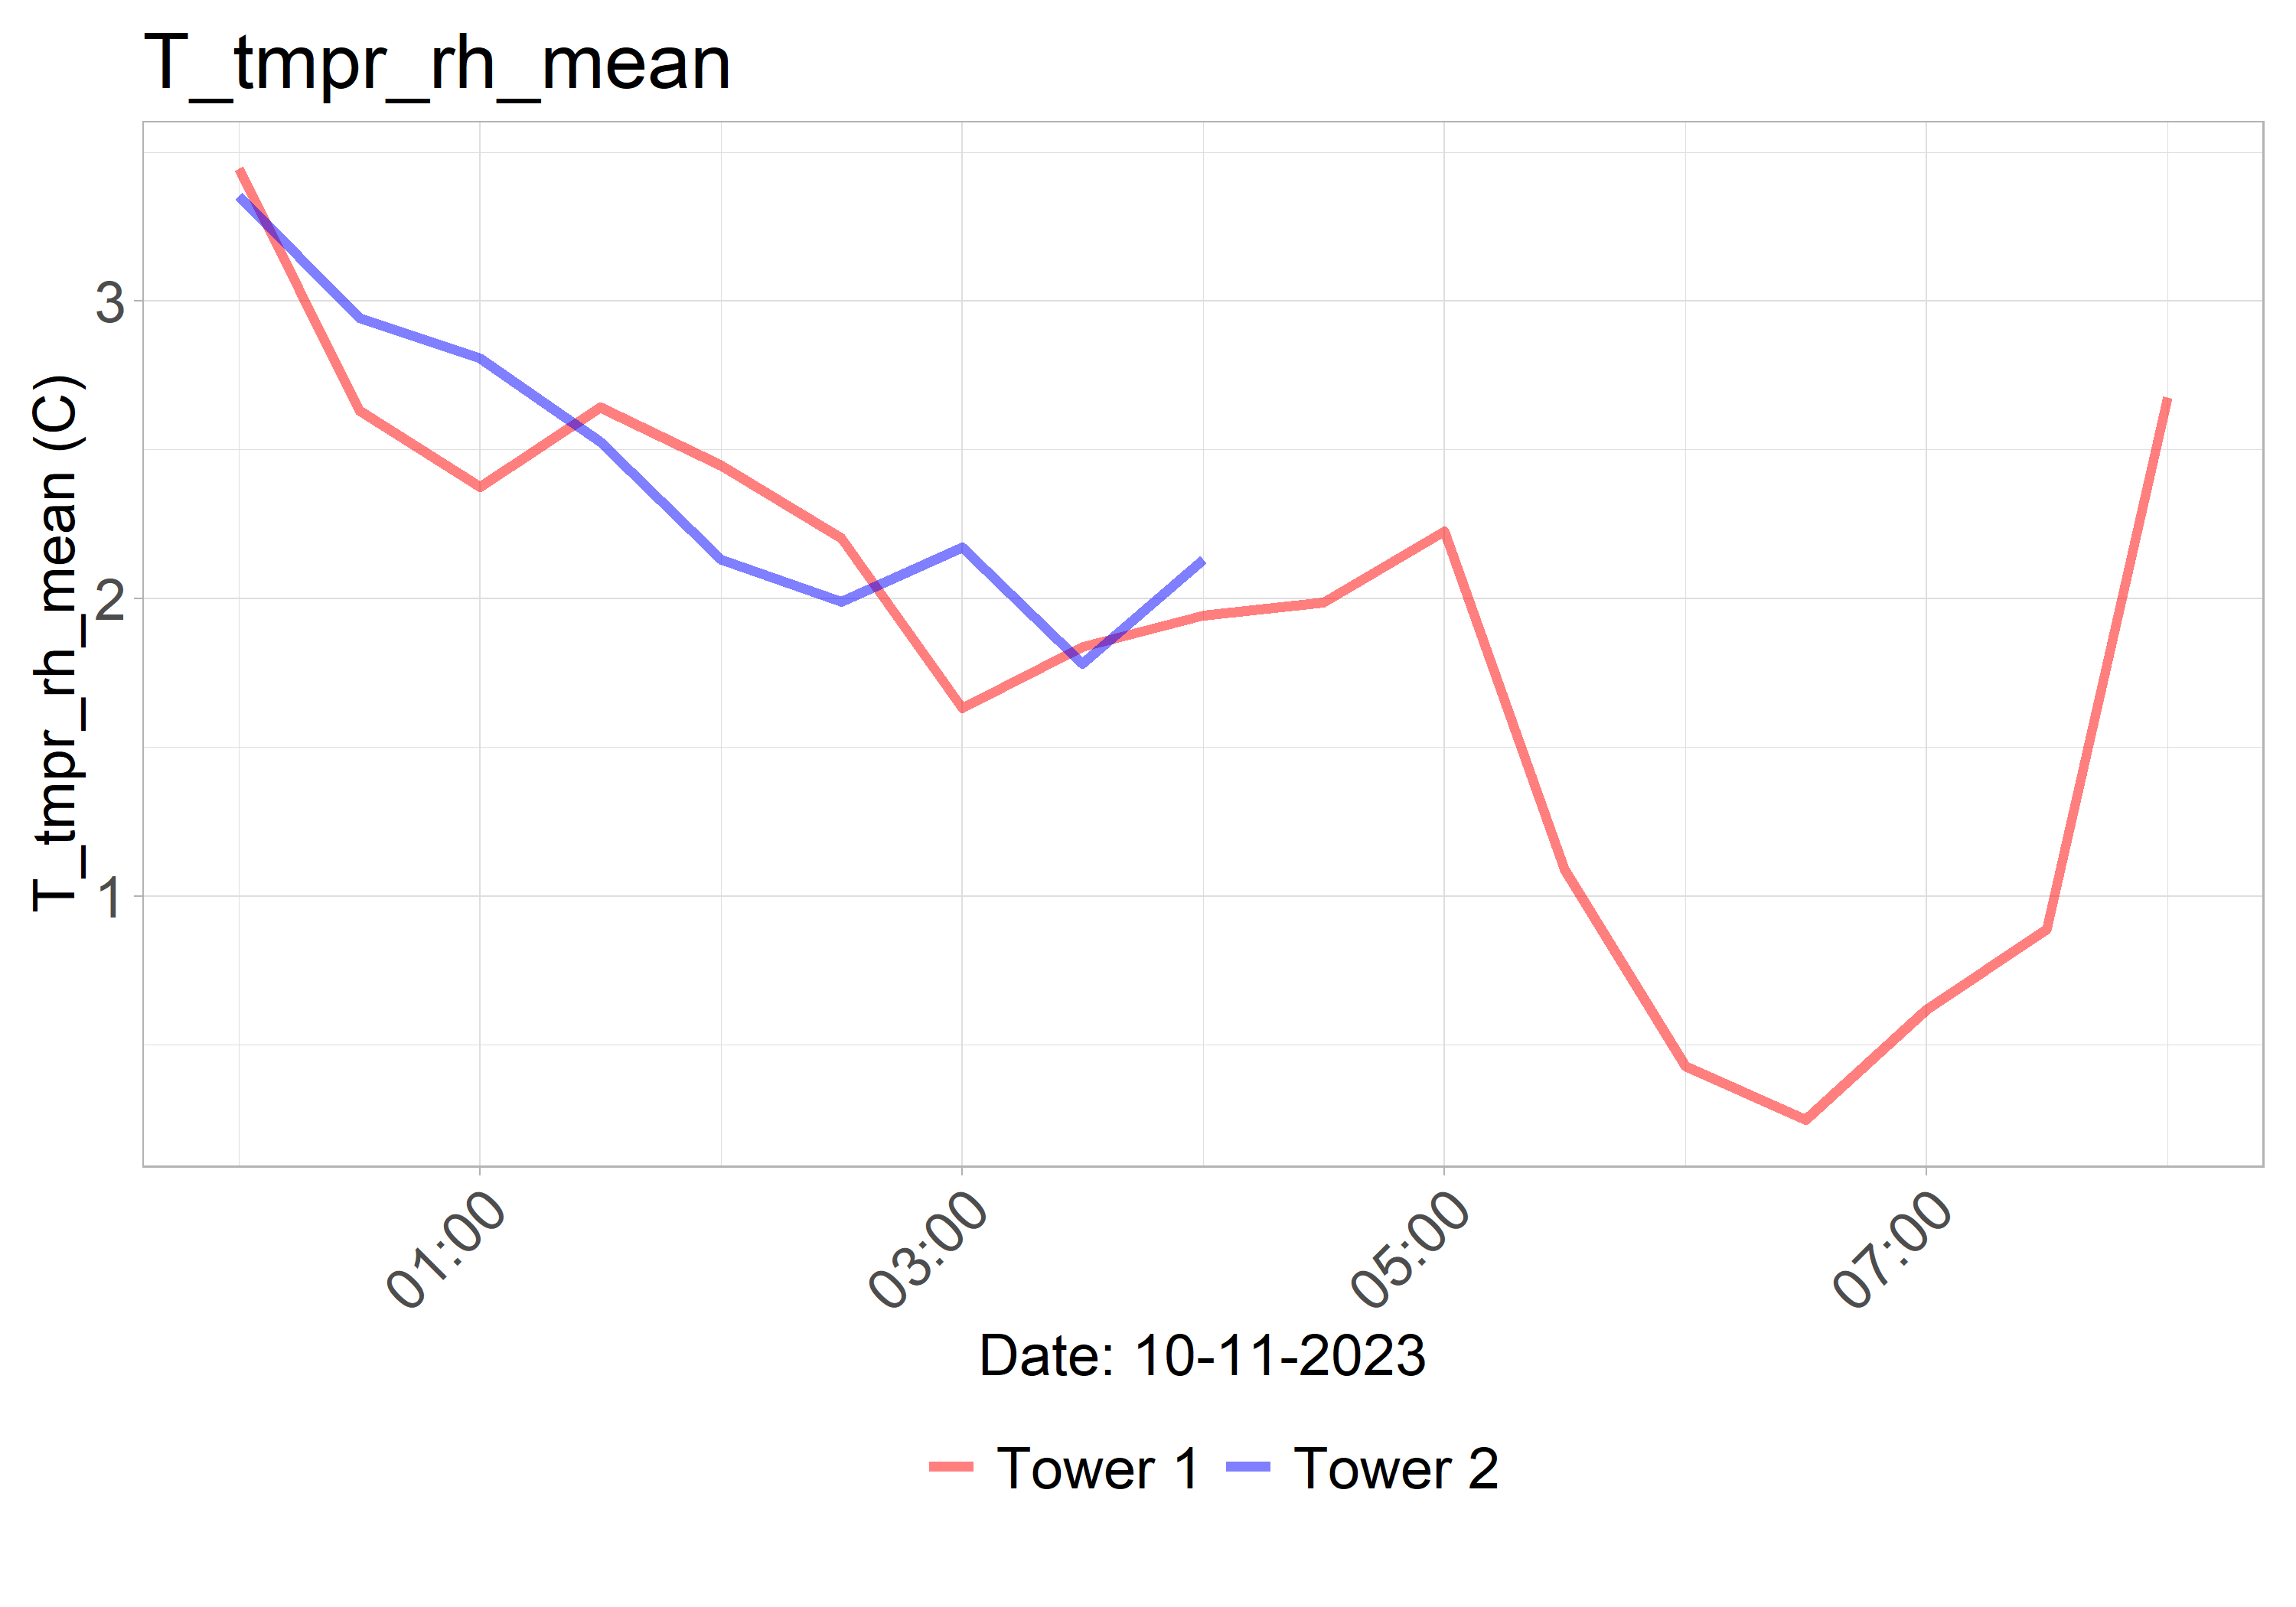 T_tmpr_rh_mean
T_tmpr_rh_mean (C)
3
2
1
01:00
03:00
05:00
07:00
Date: 10-11-2023
Tower 1
Tower 2